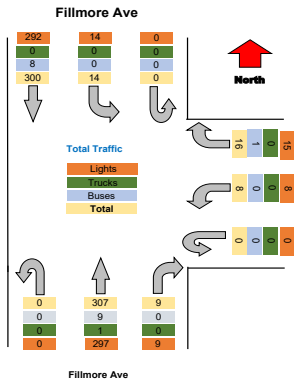 Fillmore Ave
292 14 0
0 0 0
8 0 0
300 14 0
North
16 1 0 15
Total Traffic
Lights
Trucks
Buses
Total
8 0 0 8
0 0 0 0
0 307 9
0 9 0
0 1 0
0 297 9
Fillmore Ave